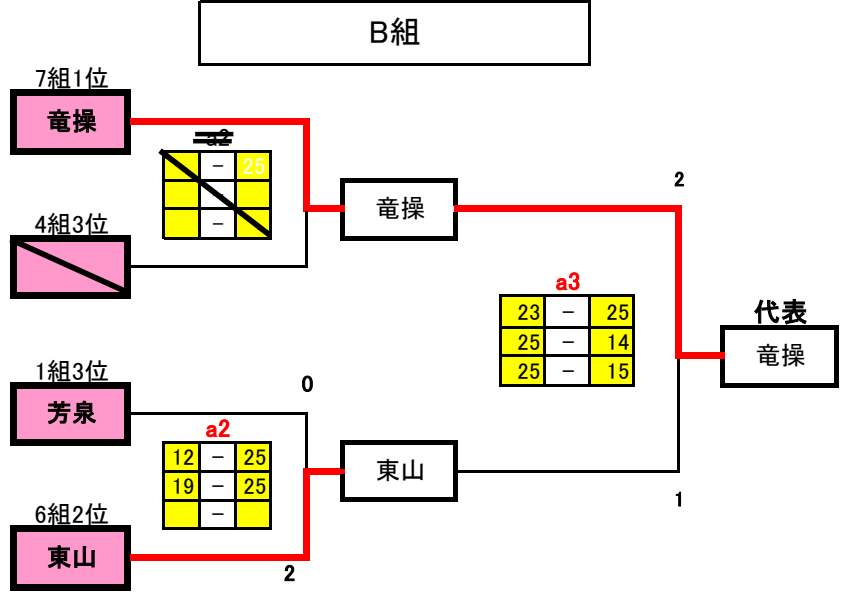 B組
7組1位
竜操
a2
- 25
-
-
竜操
2
4組3位
a3
23 - 25
25 - 14
25 - 15
代表
竜操
1組3位
芳泉
0
a2
12 - 25
19 - 25
-
東山
1
6組2位
東山
2